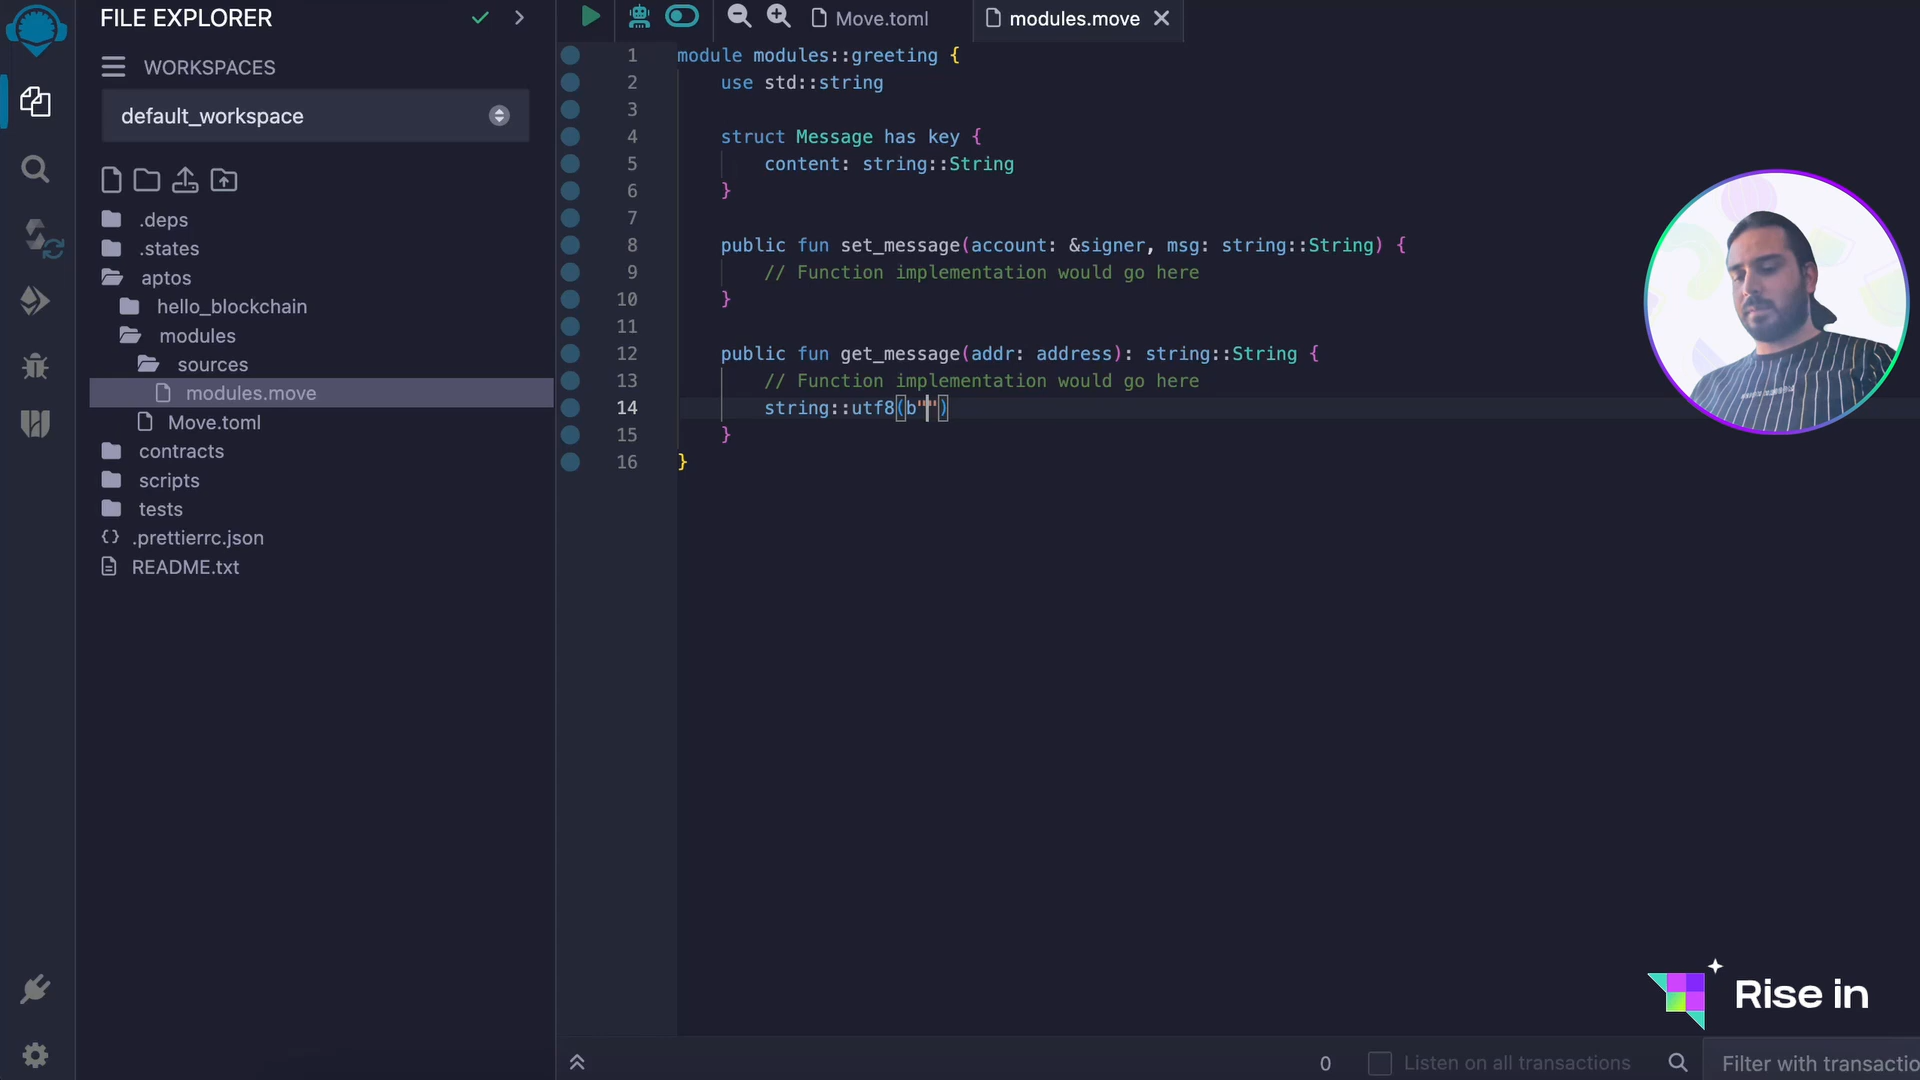 FILE EXPLORER
WORKSPACES
default_workspace
.deps
.states
aptos
hello_blockchain
modules
sources
modules.move
Move.toml
contracts
scripts
tests
.prettierrc.json
README.txt
Move.toml
modules.move
1 module modules::greeting {
2 use std::string
3
4 struct Message has key {
5 content: string::String
6 }
7
8 public fun set_message(account: &signer, msg: string::String) {
9 // Function implementation would go here
10 }
11
12 public fun get_message(addr: address): string::String {
13 // Function implementation would go here
14 string::utf8(b"")
15 }
16 }
Rise in
0
Listen on all transactions
Filter with transactio